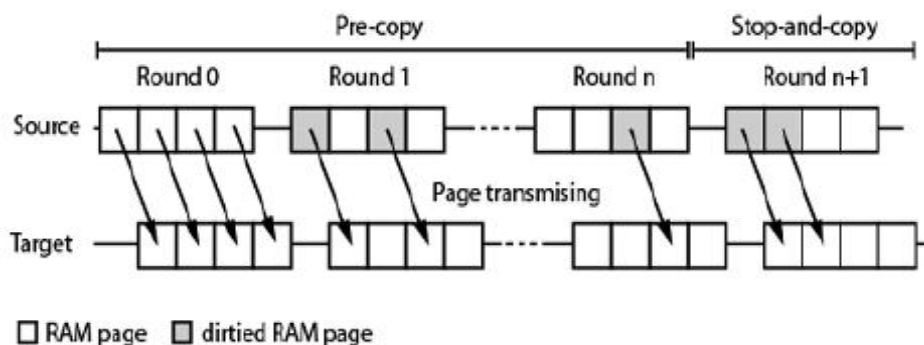 Pre-copy Stop-and-copy
Round 0 Round 1 Round n Round n+1
Source
Page transmising
Target
RAM page dirtied RAM page